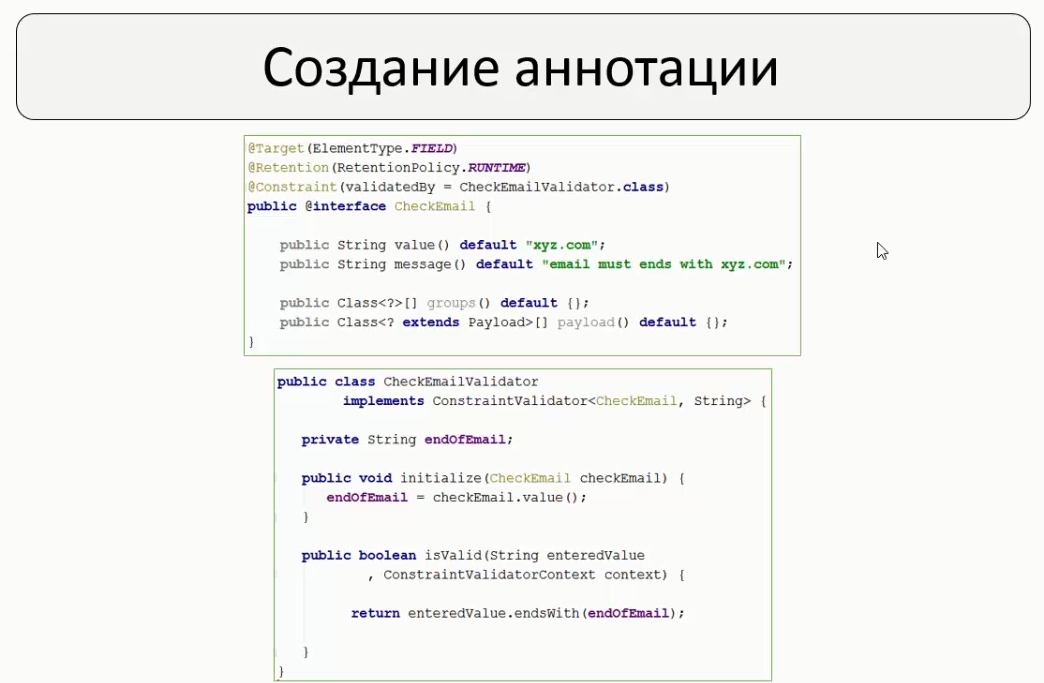 Создание аннотации
@Target(ElementType.FIELD)
@Retention(RetentionPolicy.RUNTIME)
@Constraint(validatedBy = CheckEmailValidator.class)
public @interface CheckEmail {
public String value() default "xyz.com";
public String message() default "email must ends with xyz.com";
public Class<?>[] groups() default {};
public Class<? extends Payload>[] payload() default {};
}
public class CheckEmailValidator
implements ConstraintValidator<CheckEmail, String> {
private String endOfEmail;
public void initialize(CheckEmail checkEmail) {
endOfEmail = checkEmail.value();
}
public boolean isValid(String enteredValue
, ConstraintValidatorContext context) {
return enteredValue.endsWith(endOfEmail);
}
}